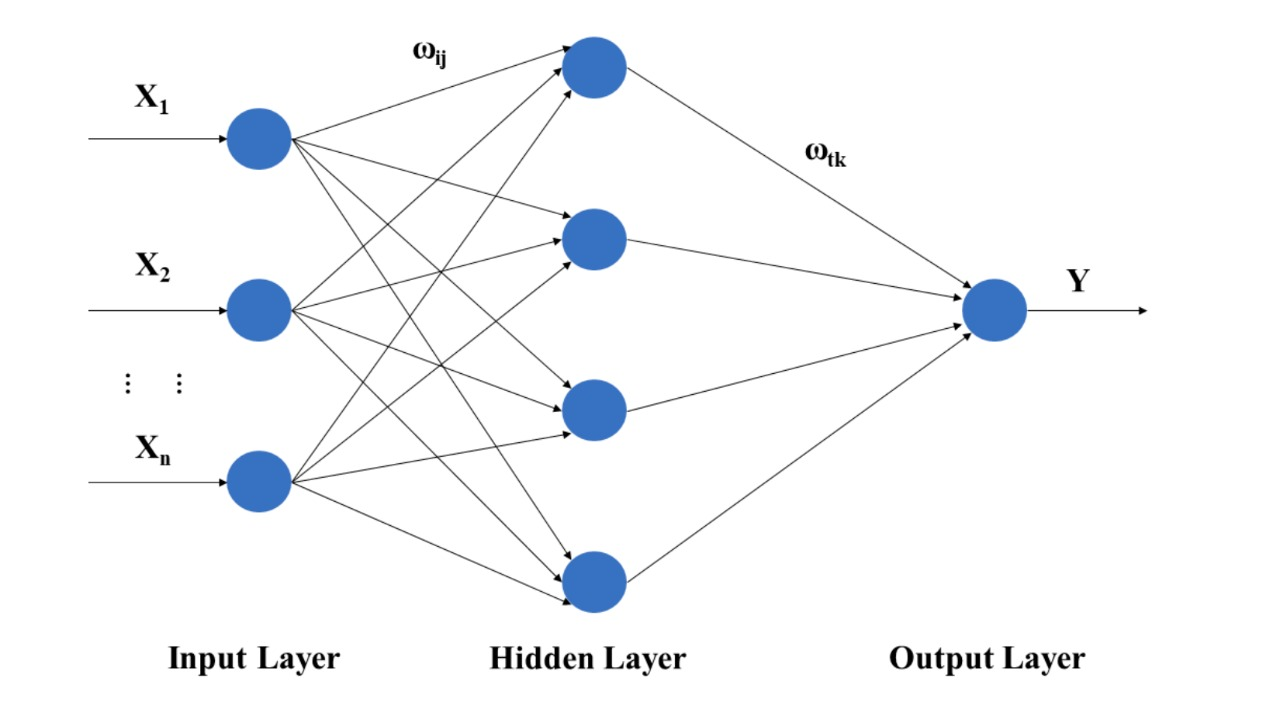 ωij
X1
ωtk
X2
Y
⋮ ⋮
Xn
Input Layer Hidden Layer Output Layer